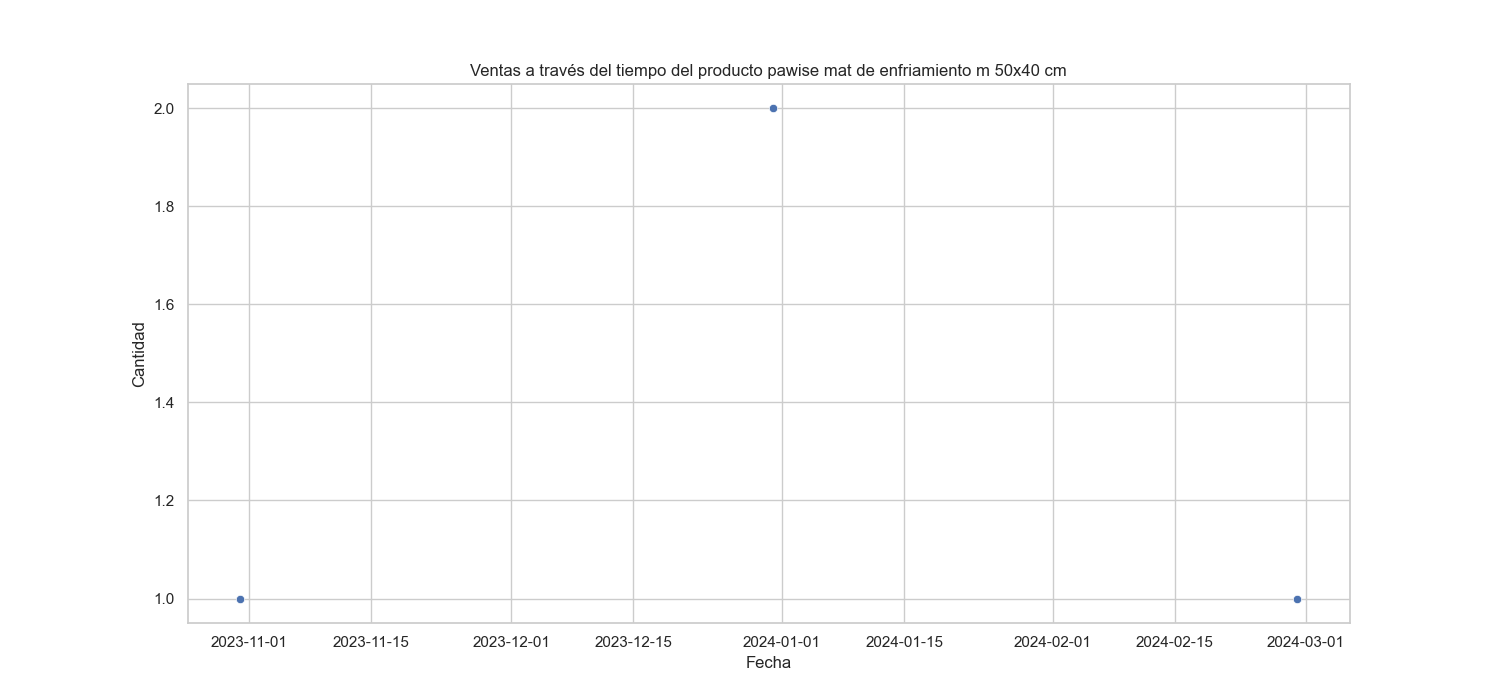 Ventas a través del tiempo del producto pawise mat de enfriamiento m 50x40 cm
2.0
1.8
1.6
1.4
1.2
1.0
Cantidad
2023-11-01 2023-11-15 2023-12-01 2023-12-15 2024-01-01 2024-01-15 2024-02-01 2024-02-15 2024-03-01
Fecha